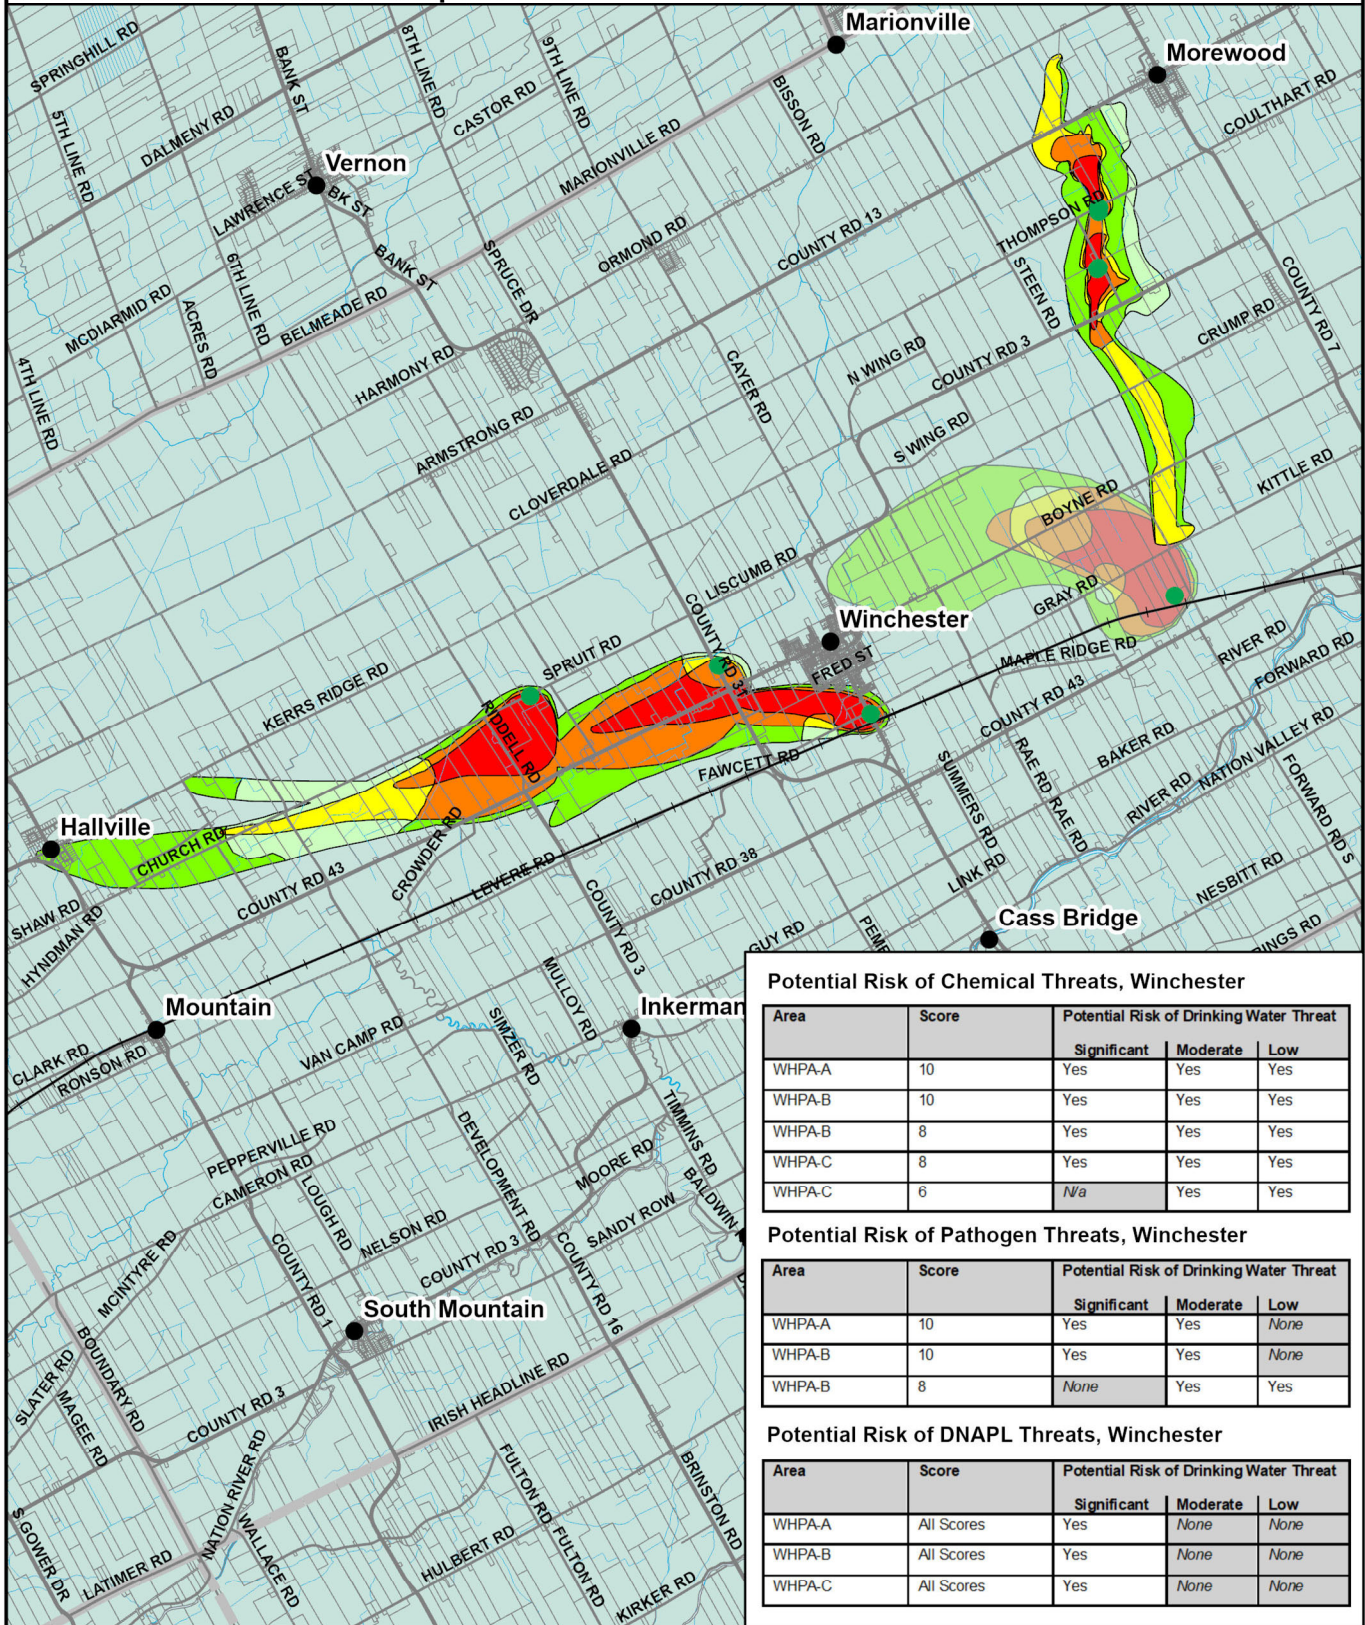 Marionville
Morewood
SPRINGHILL RD
BANK ST
8TH LINE RD
9TH LINE RD
CASTOR RD
BISSON RD
COULTHART RD
5TH LINE RD
DALMENY RD
MARIONVILLE RD
Vernon
LAWRENCE ST
BK ST
THOMPSON RD
COUNTY RD 13
ORMOND RD
SPRUCE DR
BANK ST
6TH LINE RD
STEEN RD
COUNTY RD 7
MCDIARMID RD
ACRES RD
BELMEADE RD
CRUMP RD
4TH LINE RD
HARMONY RD
CAYER RD
N WING RD
COUNTY RD 3
ARMSTRONG RD
S WING RD
CLOVERDALE RD
KITTLE RD
BOYNE RD
LISCUMB RD
GRAY RD
COUNTY RD 31
Winchester
FRED ST
MAPLE RIDGE RD
RIVER RD
FORWARD RD
SPRUIT RD
KERRS RIDGE RD
RIDDELL RD
COUNTY RD 43
BAKER RD
NATION VALLEY RD
FAWCETT RD
SUMMERS RD
RAE RD
RAE RD
RIVER RD
FORWARD RD S
Hallville
CHURCH RD
CROWDER RD
LEVERE RD
COUNTY RD 43
COUNTY RD 38
LINK RD
NESBITT RD
SHAW RD
HYNDMAN RD
COUNTY RD 3
GUY RD
PEMB
Cass Bridge
RINGS RD
MULLOY RD
Mountain
SIMZER RD
Inkerman
VAN CAMP RD
CLARK RD
RONSON RD
TIMMINS RD
PEPPERVILLE RD
CAMERON RD
LOUGH RD
DEVELOPMENT RD
MOORE RD
BALDWIN
NELSON RD
SANDY ROW
MCINTYRE RD
COUNTY RD 1
COUNTY RD 3
COUNTY RD 16
South Mountain
BOUNDARY RD
SLATER RD
MAGEE RD
COUNTY RD 3
IRISH HEADLINE RD
NATION RIVER RD
FULTON RD
FULTON RD
BRINSTON RD
S GOWER DR
LATIMER RD
WALLACE RD
HULBERT RD
KIRKER RD
Potential Risk of Chemical Threats, Winchester
Area Score Potential Risk of Drinking Water Threat
Significant Moderate Low
WHPA-A 10 Yes Yes Yes
WHPA-B 10 Yes Yes Yes
WHPA-B 8 Yes Yes Yes
WHPA-C 8 Yes Yes Yes
WHPA-C 6 N/a Yes Yes
Potential Risk of Pathogen Threats, Winchester
Area Score Potential Risk of Drinking Water Threat
Significant Moderate Low
WHPA-A 10 Yes Yes None
WHPA-B 10 Yes Yes None
WHPA-B 8 None Yes Yes
Potential Risk of DNAPL Threats, Winchester
Area Score Potential Risk of Drinking Water Threat
Significant Moderate Low
WHPA-A All Scores Yes None None
WHPA-B All Scores Yes None None
WHPA-C All Scores Yes None None